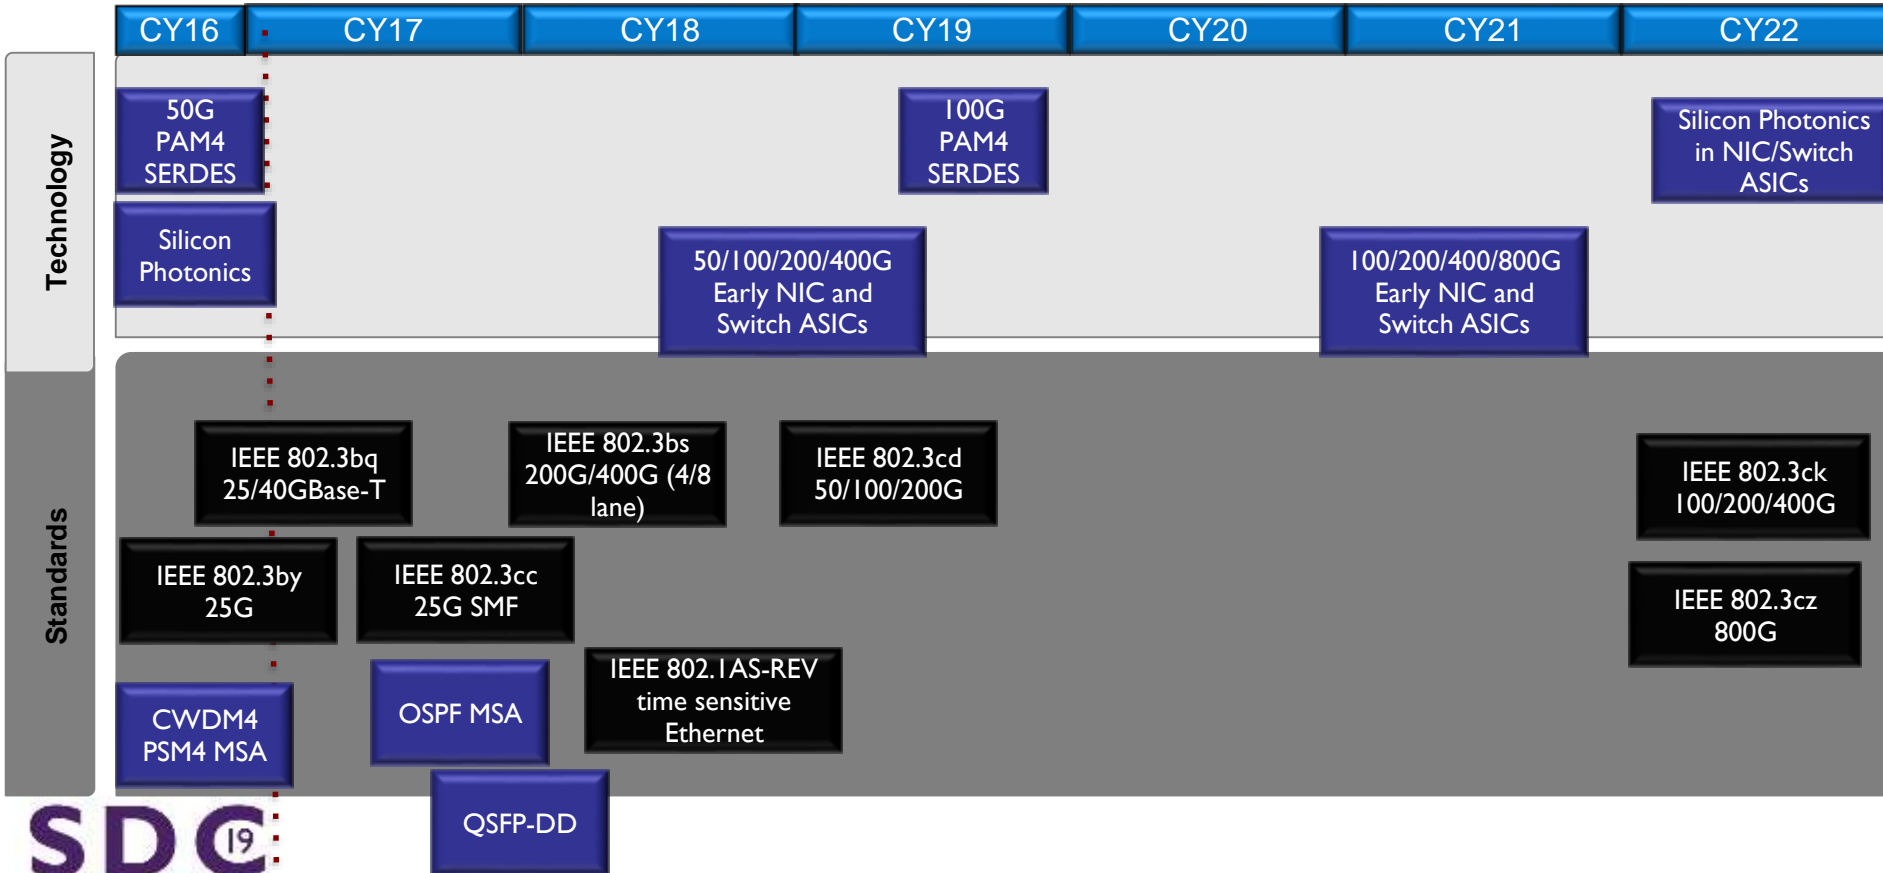 CY16 CY17 CY18 CY19 CY20 CY21 CY22
Technology
50G
PAM4
SERDES
100G
PAM4
SERDES
Silicon Photonics
in NIC/Switch
ASICs
Silicon
Photonics
50/100/200/400G
Early NIC and
Switch ASICs
100/200/400/800G
Early NIC and
Switch ASICs
Standards
IEEE 802.3bq
25/40GBase-T
IEEE 802.3bs
200G/400G (4/8
lane)
IEEE 802.3cd
50/100/200G
IEEE 802.3ck
100/200/400G
IEEE 802.3by
25G
IEEE 802.3cc
25G SMF
IEEE 802.3cz
800G
CWDM4
PSM4 MSA
OSPF MSA
IEEE 802.1AS-REV
time sensitive
Ethernet
QSFP-DD
SDC 19